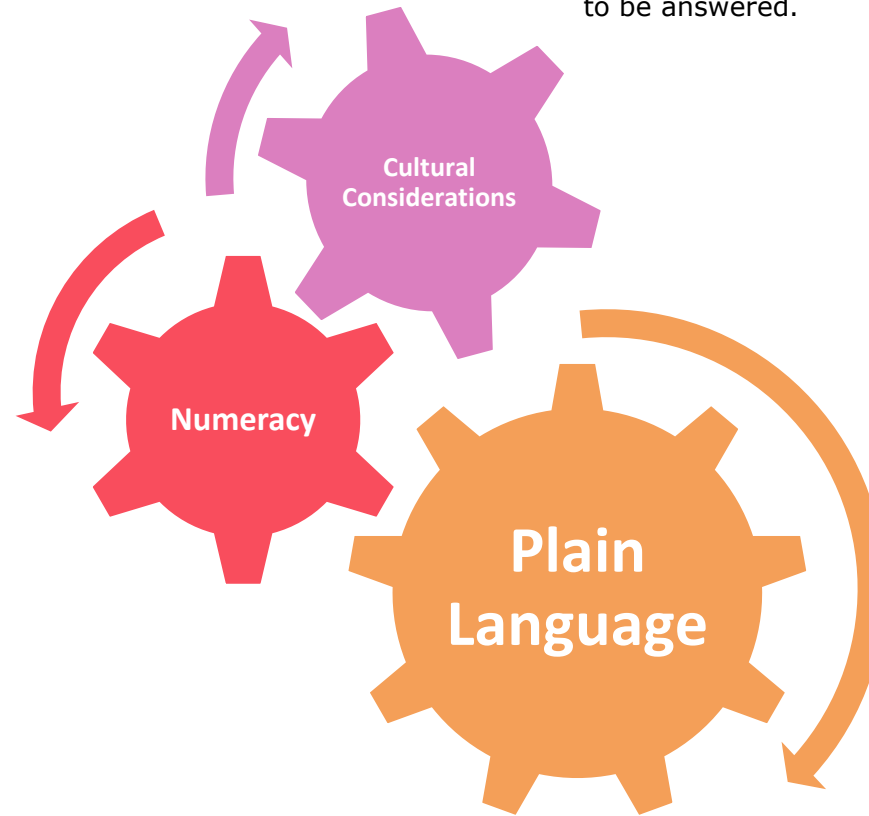 to be answered.
Cultural
Considerations
Numeracy
Plain
Language